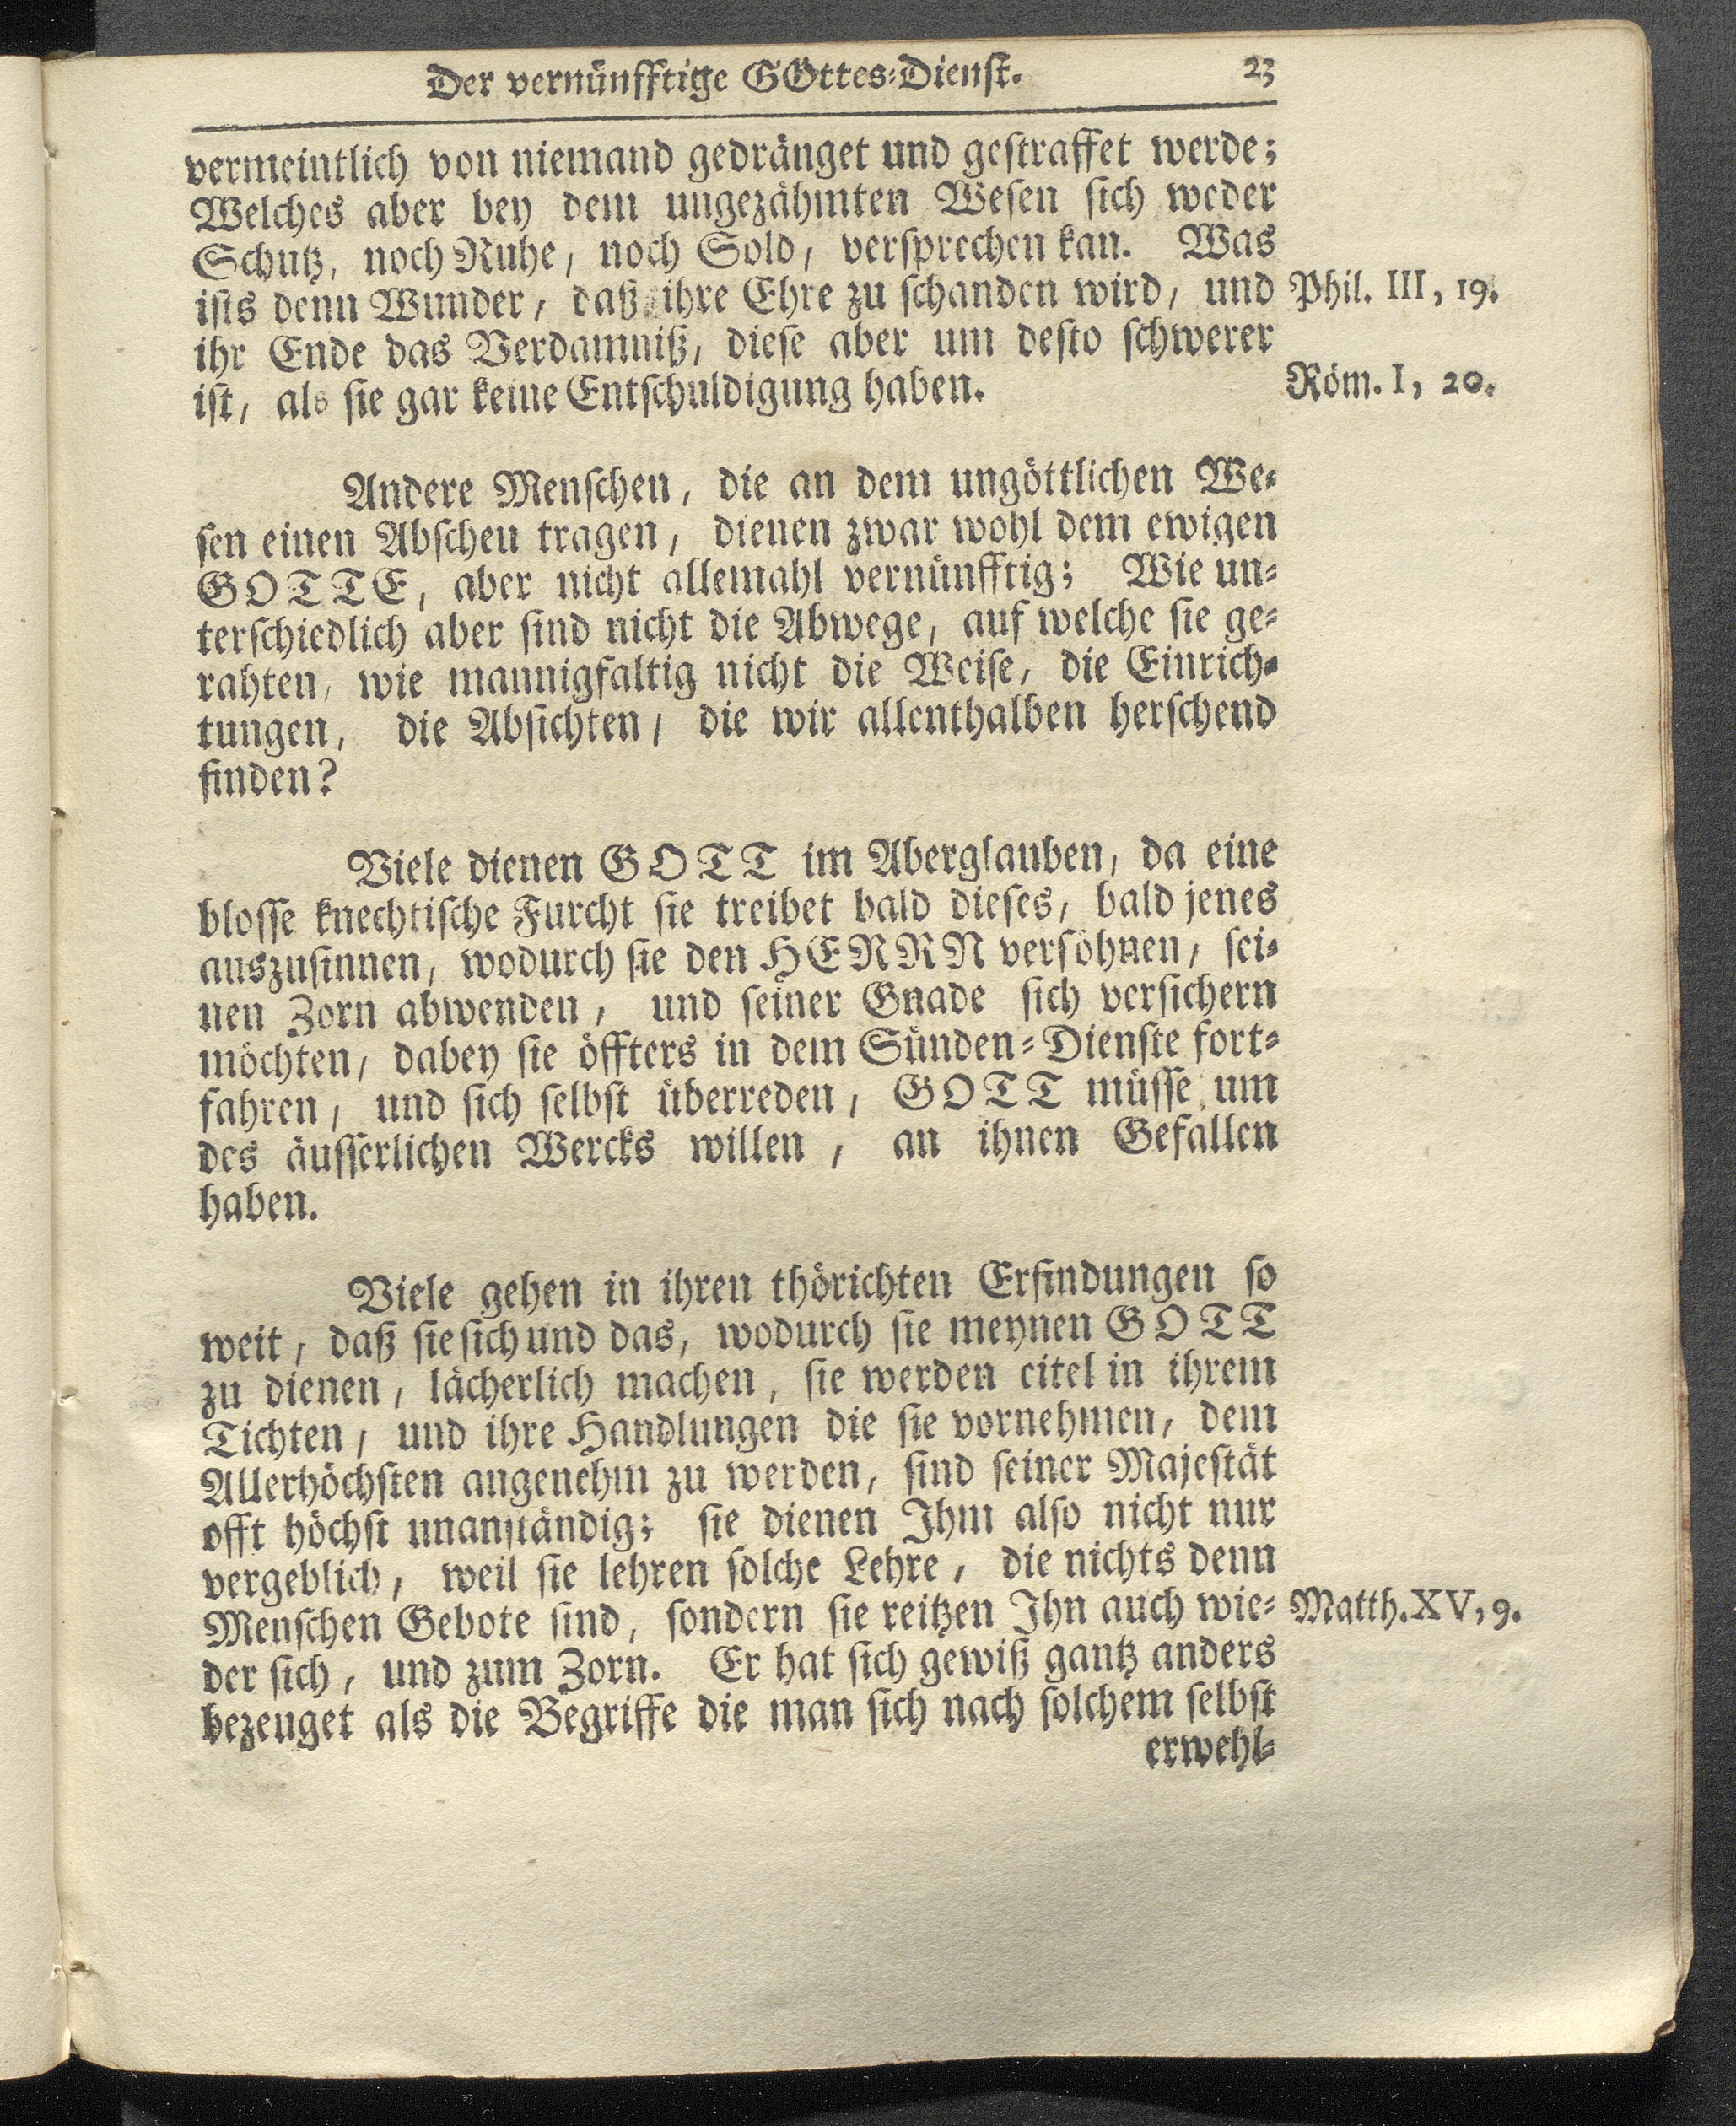 Der vernünfftige GOttes-Dienst. 23
vermeintlich von niemand gedränget und gestraffet werde;
Welches aber bey dem ungezähmten Wesen sich weder
Schutz, noch Ruhe, noch Sold, versprechen kan. Was
ists denn Wunder, daß ihre Ehre zu schanden wird, und Phil. III, 19.
ihr Ende das Verdamniß, diese aber um desto schwerer
ist, als sie gar keine Entschuldigung haben. Röm. I, 20.
Andere Menschen, die an dem ungöttlichen We-
sen einen Abscheu tragen, dienen zwar wohl dem ewigen
GOTTE, aber nicht allemahl vernünfftig; Wie un-
terschiedlich aber sind nicht die Abwege, auf welche sie ge-
rahten, wie mannigfaltig nicht die Weise, die Einrich-
tungen, die Absichten, die wir allenthalben herschend
finden?
Viele dienen GOTT im Aberglauben, da eine
blosse knechtische Furcht sie treibet bald dieses, bald jenes
auszusinnen, wodurch sie den HERRN versöhnen, sei-
nen Zorn abwenden, und seiner Gnade sich versichern
möchten, dabey sie öffters in dem Sünden-Dienste fort-
fahren, und sich selbst überreden, GOTT müsse um
des äusserlichen Wercks willen, an ihnen Gefallen
haben.
Viele gehen in ihren thörichten Erfindungen so
weit, daß sie sich und das, wodurch sie meynen GOTT
zu dienen, lächerlich machen, sie werden eitel in ihrem
Tichten, und ihre Handlungen die sie vornehmen, dem
Allerhöchsten angenehm zu werden, sind seiner Majestät
offt höchst unanständig; sie dienen Ihm also nicht nur
vergeblich, weil sie lehren solche Lehre, die nichts denn
Menschen Gebote sind, sondern sie reitzen Ihn auch wie- Matth. XV, 9.
der sich, und zum Zorn. Er hat sich gewiß gantz anders
bezeuget als die Begriffe die man sich nach solchem selbst
erwehl-